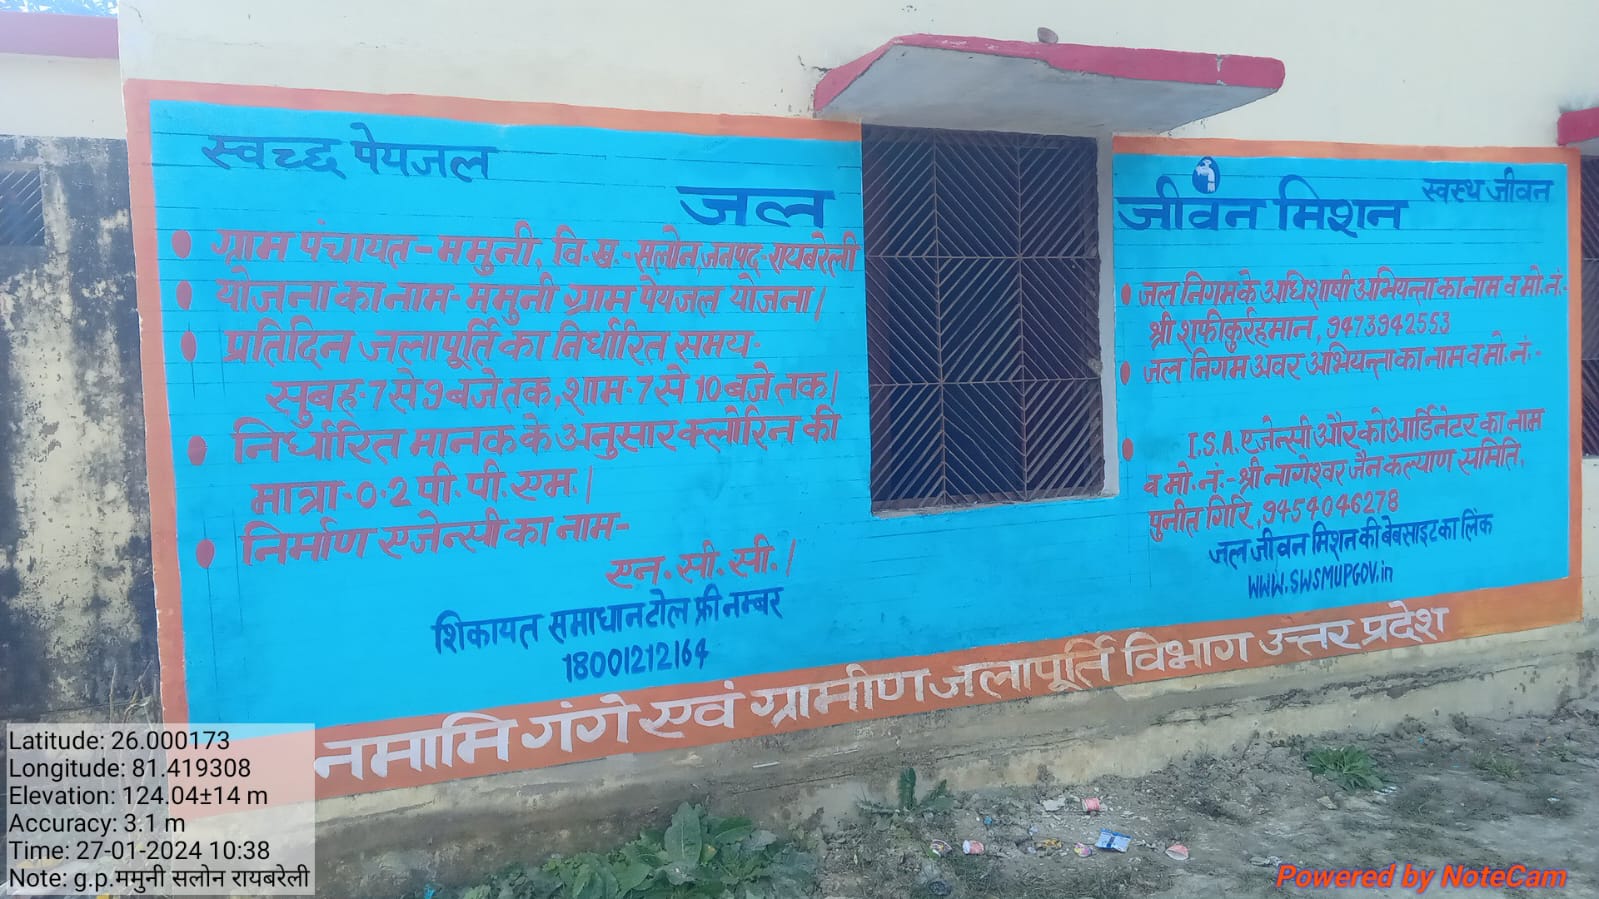 स्वच्छ पेयजल
जल
जीवन मिशन
स्वस्थ जीवन
ग्राम पंचायत-ममुनी, वि.ख.-सलोन,जनपद-रायबरेली
योजना का नाम-ममुनी ग्राम पेयजल योजना।
प्रतिदिन जलापूर्ति का निर्धारित समय-
सुबह-7 से 9 बजे तक,शाम-7 से 10 बजे तक।
निर्धारित मानक के अनुसार क्लोरिन की
मात्रा-0.2 पी.पी.एम.।
निर्माण एजेन्सी का नाम-
एन.सी.सी.।
शिकायत समाधान टोल फ्री नम्बर
18001212164
जल निगम के अधिशाषी अभियन्ता का नाम व मो.नं.-
श्री शफीकुर्रहमान, 9473942553
जल निगम अवर अभियन्ता का नाम व मो.नं.-
I.S.A. एजेन्सी और कोआर्डिनेटर का नाम
व मो.नं.-श्री नागेश्वर जैन कल्याण समिति,
पुनीत गिरि,9454046278
जल जीवन मिशन की बेबसाइट का लिंक
WWW.SWSMUPGOV.in
नमामि गंगे एवं ग्रामीण जलापूर्ति विभाग उत्तर प्रदेश
Latitude: 26.000173
Longitude: 81.419308
Elevation: 124.04±14 m
Accuracy: 3.1 m
Time: 27-01-2024 10:38
Note: g.p.ममुनी सलोन रायबरेली
Powered by NoteCam